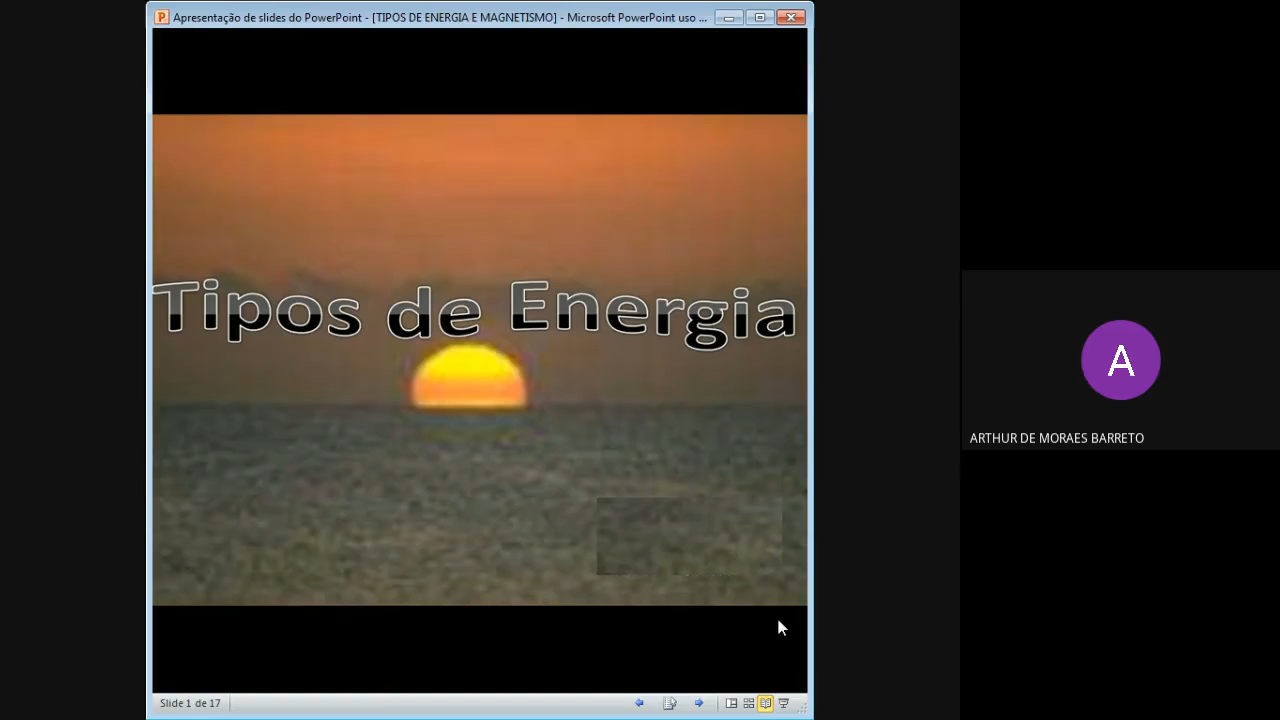 Apresentação de slides do PowerPoint - [TIPOS DE ENERGIA E MAGNETISMO] - Microsoft PowerPoint uso ...
Tipos de Energia
A
ARTHUR DE MORAES BARRETO
Slide 1 de 17